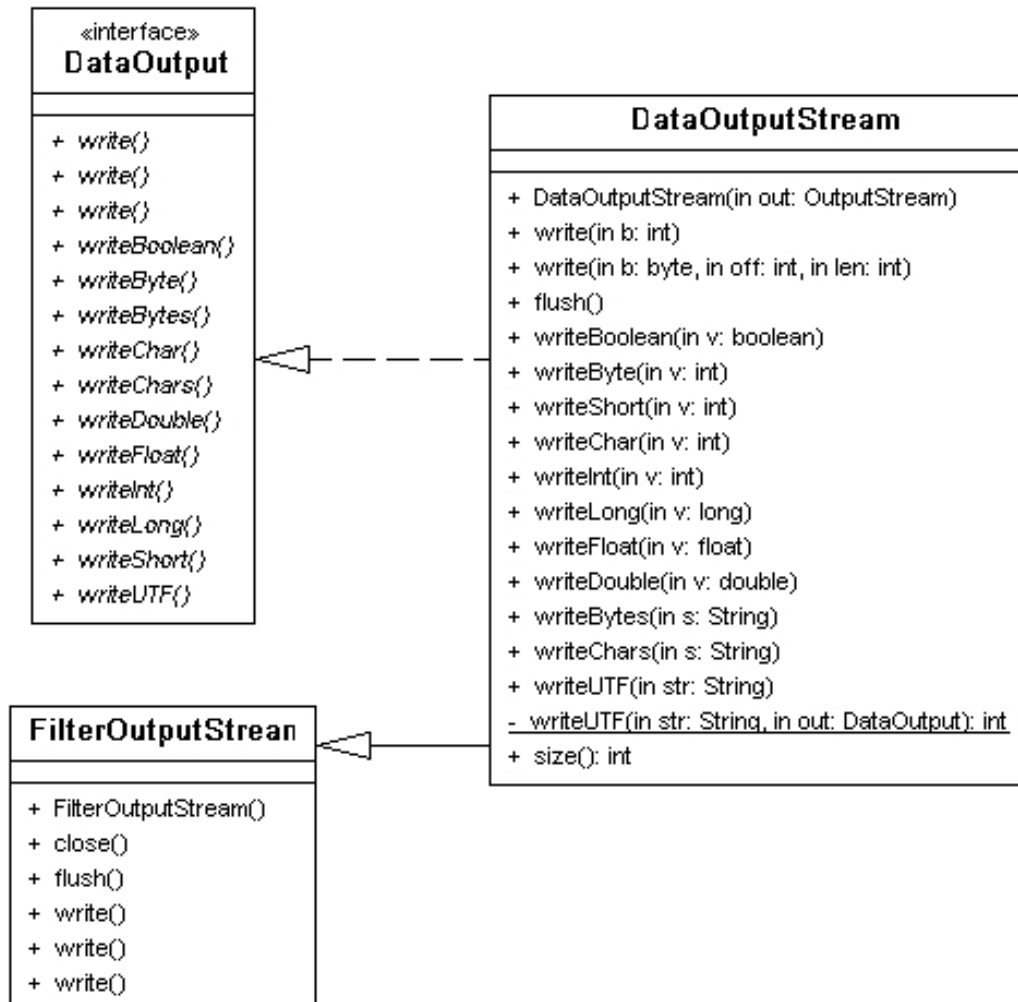 «interface»
DataOutput
+ write()
+ write()
+ write()
+ writeBoolean()
+ writeByte()
+ writeBytes()
+ writeChar()
+ writeChars()
+ writeDouble()
+ writeFloat()
+ writeInt()
+ writeLong()
+ writeShort()
+ writeUTF()
DataOutputStream
+ DataOutputStream(in out: OutputStream)
+ write(in b: int)
+ write(in b: byte, in off: int, in len: int)
+ flush()
+ writeBoolean(in v: boolean)
+ writeByte(in v: int)
+ writeShort(in v: int)
+ writeChar(in v: int)
+ writeInt(in v: int)
+ writeLong(in v: long)
+ writeFloat(in v: float)
+ writeDouble(in v: double)
+ writeBytes(in s: String)
+ writeChars(in s: String)
+ writeUTF(in str: String)
- writeUTF(in str: String, in out: DataOutput): int
+ size(): int
FilterOutputStrean
+ FilterOutputStream()
+ close()
+ flush()
+ write()
+ write()
+ write()